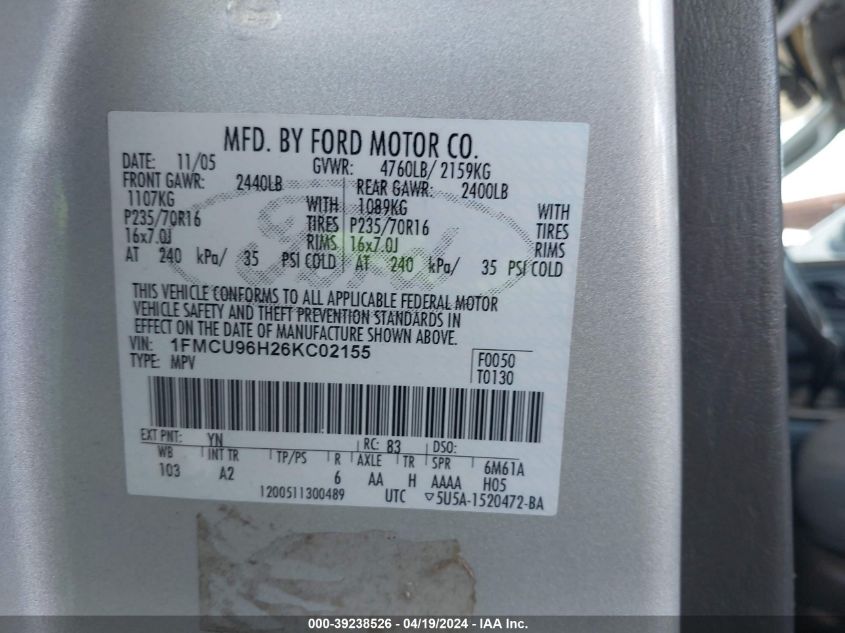 MFD. BY FORD MOTOR CO.
DATE: 11/05 GVWR: 4760LB/ 2159KG
FRONT GAWR: 2440LB REAR GAWR: 2400LB
1107KG WITH 1089KG WITH
P235/70R16 TIRES P235/70R16 TIRES
16x7.0J RIMS 16x7.0J RIMS
AT 240 kPa/ 35 PSI COLD AT 240 kPa/ 35 PSI COLD
Ford
THIS VEHICLE CONFORMS TO ALL APPLICABLE FEDERAL MOTOR
VEHICLE SAFETY AND THEFT PREVENTION STANDARDS IN
EFFECT ON THE DATE OF MANUFACTURE SHOWN ABOVE.
VIN: 1FMCU96H26KC02155
TYPE: MPV
F0050
T0130
EXT PNT: YN RC: 83 DSO:
WB INT TR TP/PS R AXLE TR SPR 6M61A
103 A2 6 AA H AAAA H05
1200511300489 UTC ▽5U5A-1520472-BA
000-39238526 - 04/19/2024 - IAA Inc.